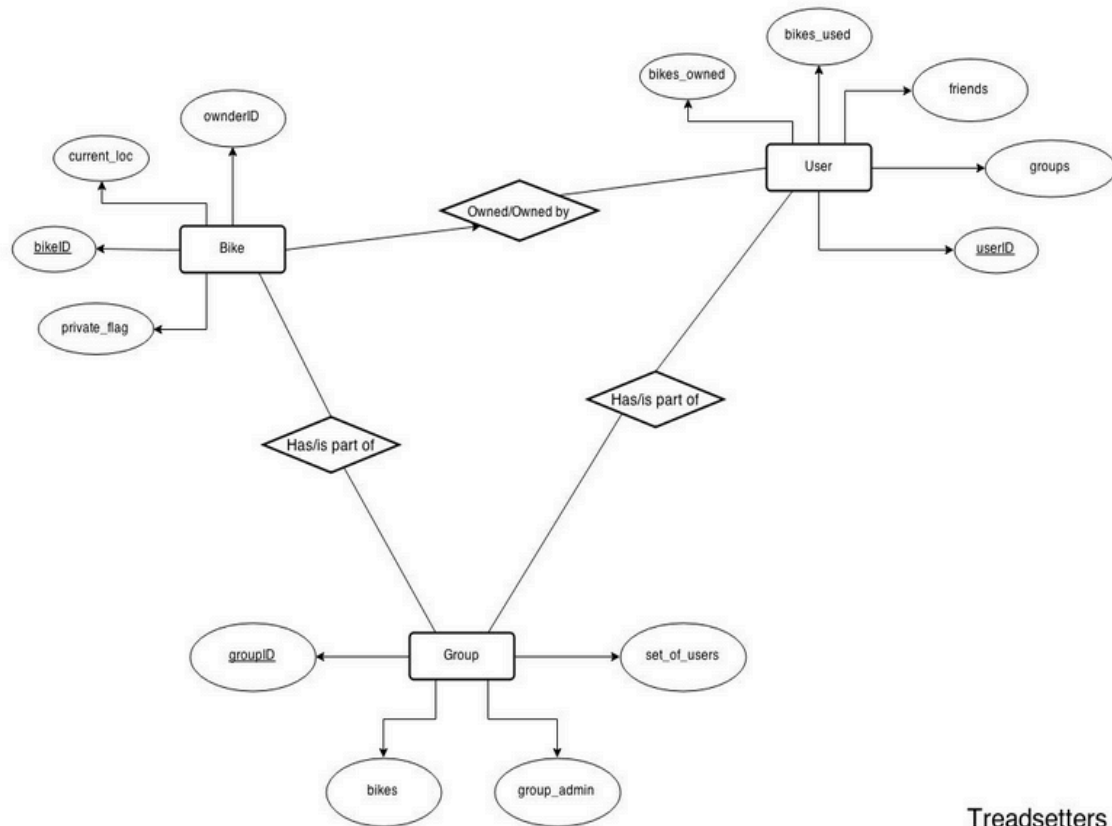 bikes_used
bikes_owned
friends
ownderID
current_loc
User
groups
Owned/Owned by
bikeID
Bike
userID
private_flag
Has/is part of
Has/is part of
groupID
Group
set_of_users
bikes
group_admin
Treadsetters